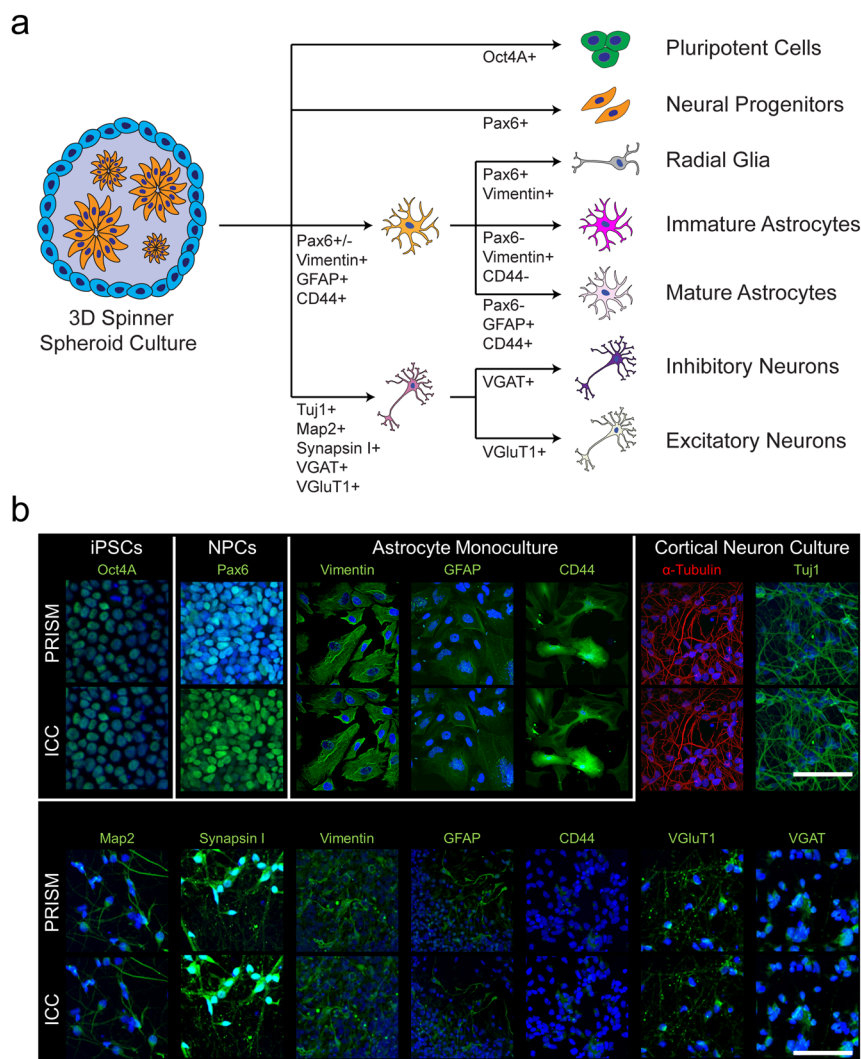 a
Oct4A+
Pluripotent Cells
Pax6+
Neural Progenitors
Pax6+
Vimentin+
Radial Glia
Pax6+/-
Vimentin+
GFAP+
CD44+
Pax6-
Vimentin+
CD44-
Immature Astrocytes
Pax6-
GFAP+
CD44+
Mature Astrocytes
3D Spinner
Spheroid Culture
Tuj1+
Map2+
Synapsin I+
VGAT+
VGluT1+
VGAT+
Inhibitory Neurons
VGluT1+
Excitatory Neurons
b
iPSCs NPCs Astrocyte Monoculture Cortical Neuron Culture
Oct4A Pax6 Vimentin GFAP CD44 α-Tubulin Tuj1
PRISM
ICC
Map2 Synapsin I Vimentin GFAP CD44 VGluT1 VGAT
PRISM
ICC